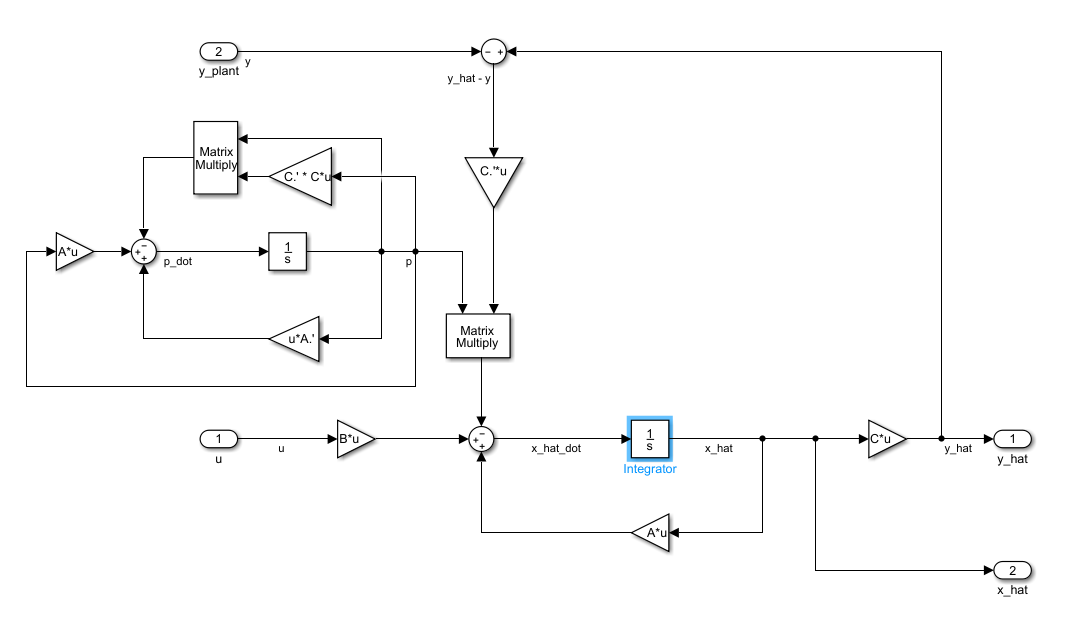 2
y_plant
y
− +
y_hat - y
Matrix
Multiply
C.' * C*u
C.'*u
A*u
−
+
+
p_dot
1
s
p
u*A.'
Matrix
Multiply
1
u
u
B*u
−
+
+
x_hat_dot
1
s
Integrator
x_hat
C*u
y_hat
1
y_hat
A*u
2
x_hat